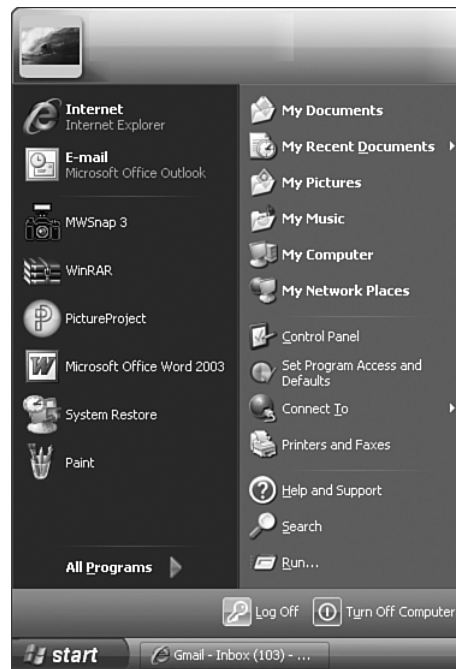 Internet
Internet Explorer
E-mail
Microsoft Office Outlook
MWSnap 3
WinRAR
PictureProject
Microsoft Office Word 2003
System Restore
Paint
All Programs
My Documents
My Recent Documents
My Pictures
My Music
My Computer
My Network Places
Control Panel
Set Program Access and
Defaults
Connect To
Printers and Faxes
Help and Support
Search
Run...
Log Off
Turn Off Computer
start
Gmail - Inbox (103) - ...